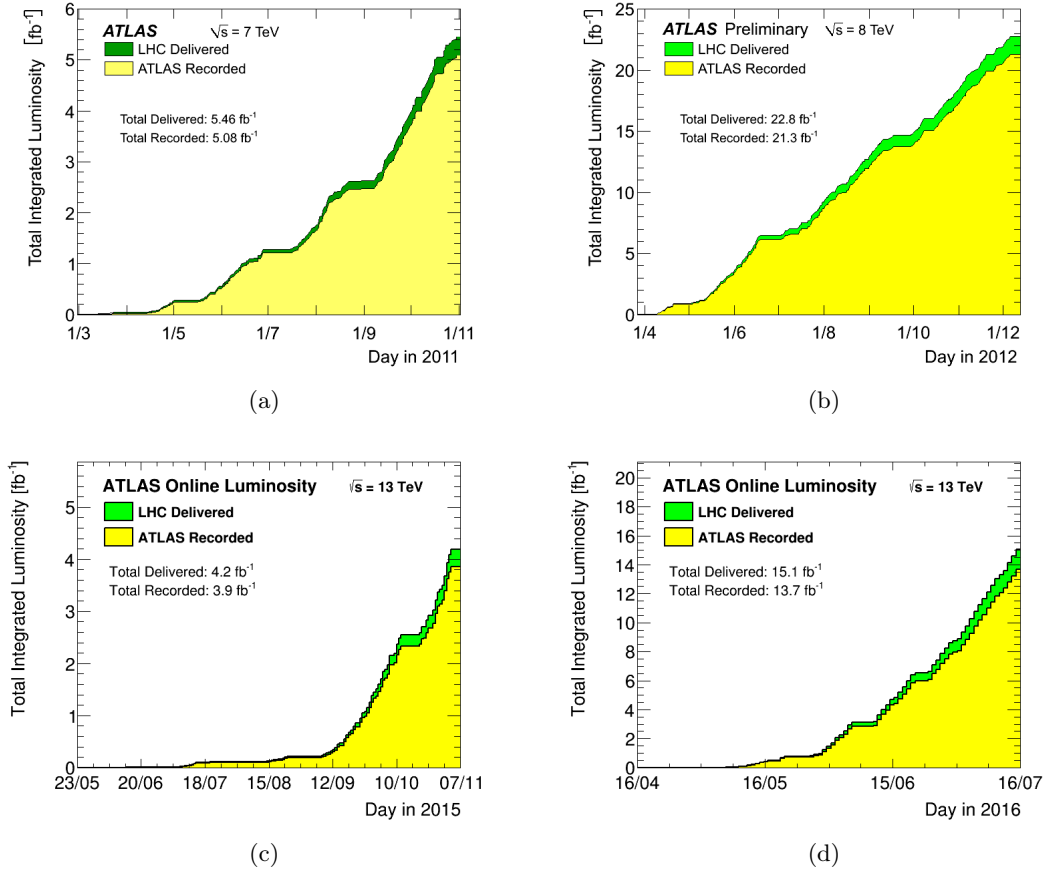 ATLAS √s = 7 TeV
LHC Delivered
ATLAS Recorded
Total Delivered: 5.46 fb⁻¹
Total Recorded: 5.08 fb⁻¹
Total Integrated Luminosity [fb⁻¹]
6
5
4
3
2
1
0
1/3 1/5 1/7 1/9 1/11
Day in 2011
(a)
ATLAS Preliminary √s = 8 TeV
LHC Delivered
ATLAS Recorded
Total Delivered: 22.8 fb⁻¹
Total Recorded: 21.3 fb⁻¹
Total Integrated Luminosity [fb⁻¹]
25
20
15
10
5
0
1/4 1/6 1/8 1/10 1/12
Day in 2012
(b)
ATLAS Online Luminosity √s = 13 TeV
LHC Delivered
ATLAS Recorded
Total Delivered: 4.2 fb⁻¹
Total Recorded: 3.9 fb⁻¹
Total Integrated Luminosity [fb⁻¹]
5
4
3
2
1
0
23/05 20/06 18/07 15/08 12/09 10/10 07/11
Day in 2015
(c)
ATLAS Online Luminosity √s = 13 TeV
LHC Delivered
ATLAS Recorded
Total Delivered: 15.1 fb⁻¹
Total Recorded: 13.7 fb⁻¹
Total Integrated Luminosity [fb⁻¹]
20
18
16
14
12
10
8
6
4
2
0
16/04 16/05 15/06 16/07
Day in 2016
(d)